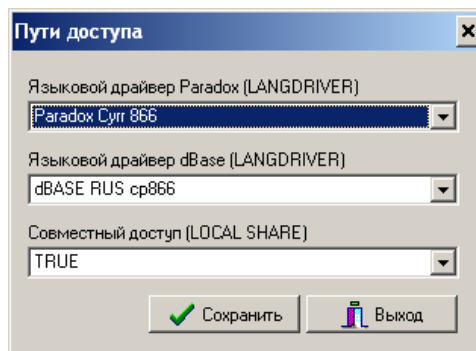 Пути доступа
Языковой драйвер Paradox (LANGDRIVER)
Paradox Cyrr 866
Языковой драйвер dBase (LANGDRIVER)
dBASE RUS cp866
Совместный доступ (LOCAL SHARE)
TRUE
Сохранить
Выход